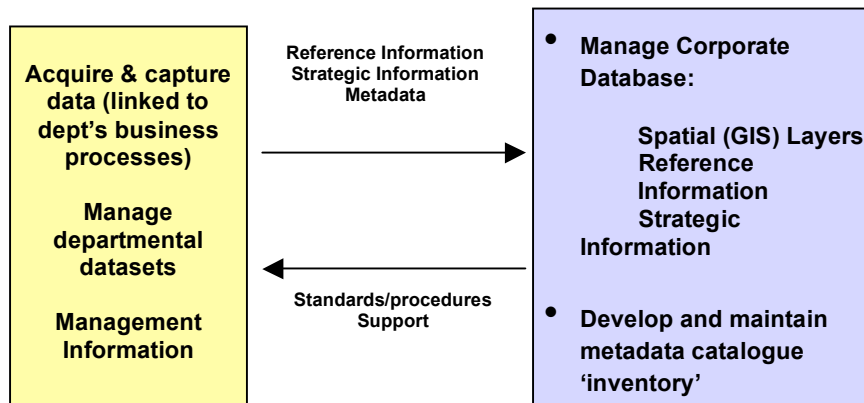 Acquire & capture
data (linked to
dept's business
processes)
Manage
departmental
datasets
Management
Information
Reference Information
Strategic Information
Metadata
Standards/procedures
Support
• Manage Corporate
Database:
Spatial (GIS) Layers
Reference
Information
Strategic
Information
• Develop and maintain
metadata catalogue
‘inventory’